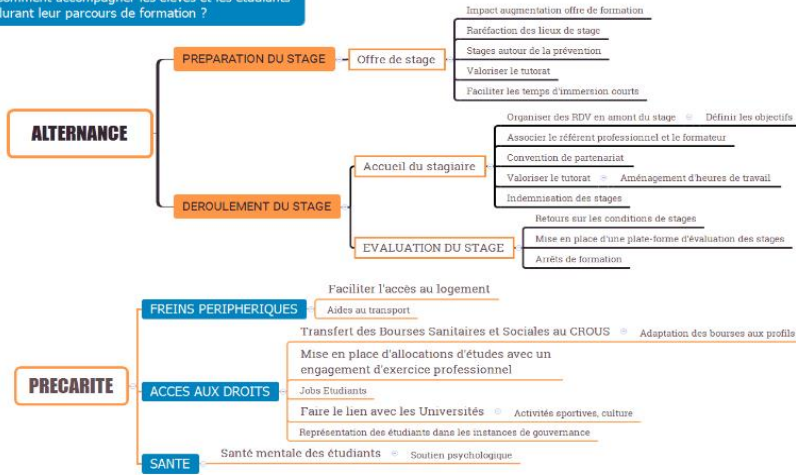 comment accompagner les élèves et les étudiants
durant leur parcours de formation ?
ALTERNANCE
PREPARATION DU STAGE
Offre de stage
Impact augmentation offre de formation
Raréfaction des lieux de stage
Stages autour de la prévention
Valoriser le tutorat
Faciliter les temps d'immersion courts
DEROULEMENT DU STAGE
Accueil du stagiaire
Organiser des RDV en amont du stage
Définir les objectifs
Associer le référent professionnel et le formateur
Convention de partenariat
Valoriser le tutorat
Aménagement d'heures de travail
Indemnisation des stages
EVALUATION DU STAGE
Retours sur les conditions de stages
Mise en place d'une plate-forme d'évaluation des stages
Arrêts de formation
PRECARITE
FREINS PERIPHERIQUES
Faciliter l'accès au logement
Aides au transport
ACCES AUX DROITS
Transfert des Bourses Sanitaires et Sociales au CROUS
Adaptation des bourses aux profils
Mise en place d'allocations d'études avec un
engagement d'exercice professionnel
Jobs Etudiants
Faire le lien avec les Universités
Activités sportives, culture
Représentation des étudiants dans les instances de gouvernance
SANTE
Santé mentale des étudiants
Soutien psychologique